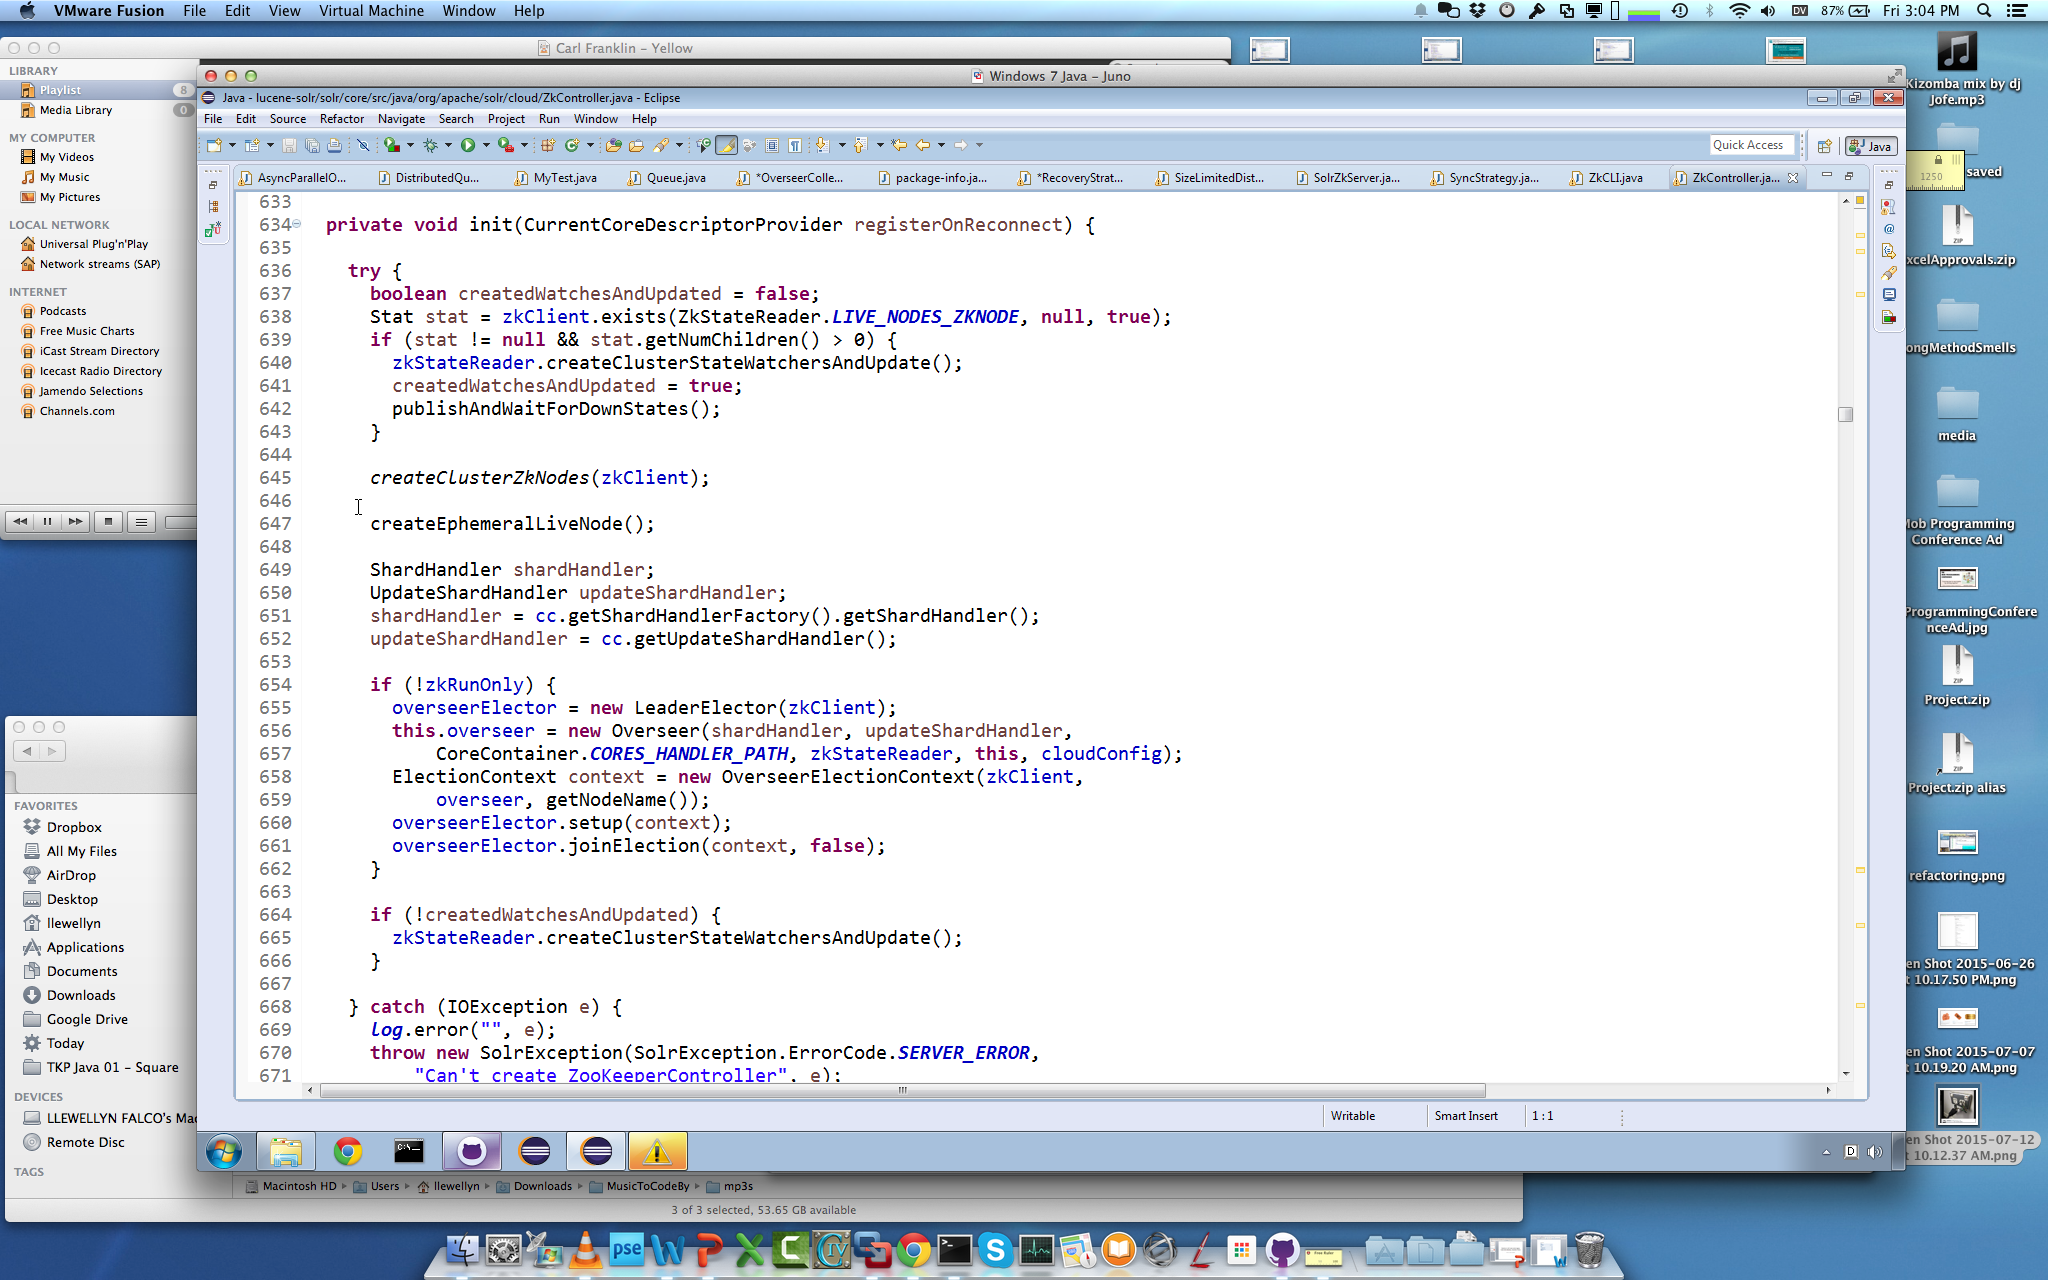 VMware Fusion File Edit View Virtual Machine Window Help
DV 87% Fri 3:04 PM
Carl Franklin – Yellow
LIBRARY
Playlist 8
Media Library 0
MY COMPUTER
My Videos
My Music
My Pictures
LOCAL NETWORK
Universal Plug'n'Play
Network streams (SAP)
INTERNET
Podcasts
Free Music Charts
iCast Stream Directory
Icecast Radio Directory
Jamendo Selections
Channels.com
FAVORITES
Dropbox
All My Files
AirDrop
Desktop
llewellyn
Applications
Documents
Downloads
Google Drive
Today
TKP Java 01 – Square
DEVICES
LLEWELLYN FALCO's Mac
Remote Disc
TAGS
Windows 7 Java – Juno
Java - lucene-solr/solr/core/src/java/org/apache/solr/cloud/ZkController.java - Eclipse
File Edit Source Refactor Navigate Search Project Run Window Help
Quick Access Java
AsyncParallelO... DistributedQu... MyTest.java Queue.java *OverseerColle... package-info.ja... *RecoveryStrat... SizeLimitedDist... SolrZkServer.ja... SyncStrategy.ja... ZkCLI.java ZkController.ja...
633
634 private void init(CurrentCoreDescriptorProvider registerOnReconnect) {
635
636 try {
637 boolean createdWatchesAndUpdated = false;
638 Stat stat = zkClient.exists(ZkStateReader.LIVE_NODES_ZKNODE, null, true);
639 if (stat != null && stat.getNumChildren() > 0) {
640 zkStateReader.createClusterStateWatchersAndUpdate();
641 createdWatchesAndUpdated = true;
642 publishAndWaitForDownStates();
643 }
644
645 createClusterZkNodes(zkClient);
646
647 createEphemeralLiveNode();
648
649 ShardHandler shardHandler;
650 UpdateShardHandler updateShardHandler;
651 shardHandler = cc.getShardHandlerFactory().getShardHandler();
652 updateShardHandler = cc.getUpdateShardHandler();
653
654 if (!zkRunOnly) {
655 overseerElector = new LeaderElector(zkClient);
656 this.overseer = new Overseer(shardHandler, updateShardHandler,
657 CoreContainer.CORES_HANDLER_PATH, zkStateReader, this, cloudConfig);
658 ElectionContext context = new OverseerElectionContext(zkClient,
659 overseer, getNodeName());
660 overseerElector.setup(context);
661 overseerElector.joinElection(context, false);
662 }
663
664 if (!createdWatchesAndUpdated) {
665 zkStateReader.createClusterStateWatchersAndUpdate();
666 }
667
668 } catch (IOException e) {
669 log.error("", e);
670 throw new SolrException(SolrException.ErrorCode.SERVER_ERROR,
671 "Can't create ZooKeeperController", e);
Writable Smart Insert 1 : 1
D
Macintosh HD Users llewellyn Downloads MusicToCodeBy mp3s
3 of 3 selected, 53.65 GB available
Kizomba mix by dj
Jofe.mp3
saved
1250
xcelApprovals.zip
ongMethodSmells
media
Mob Programming
Conference Ad
ProgrammingConfere
nceAd.jpg
Project.zip
Project.zip alias
refactoring.png
en Shot 2015-06-26
t 10.17.50 PM.png
en Shot 2015-07-07
t 10.19.20 AM.png
en Shot 2015-07-12
t 10.12.37 AM.png
pse